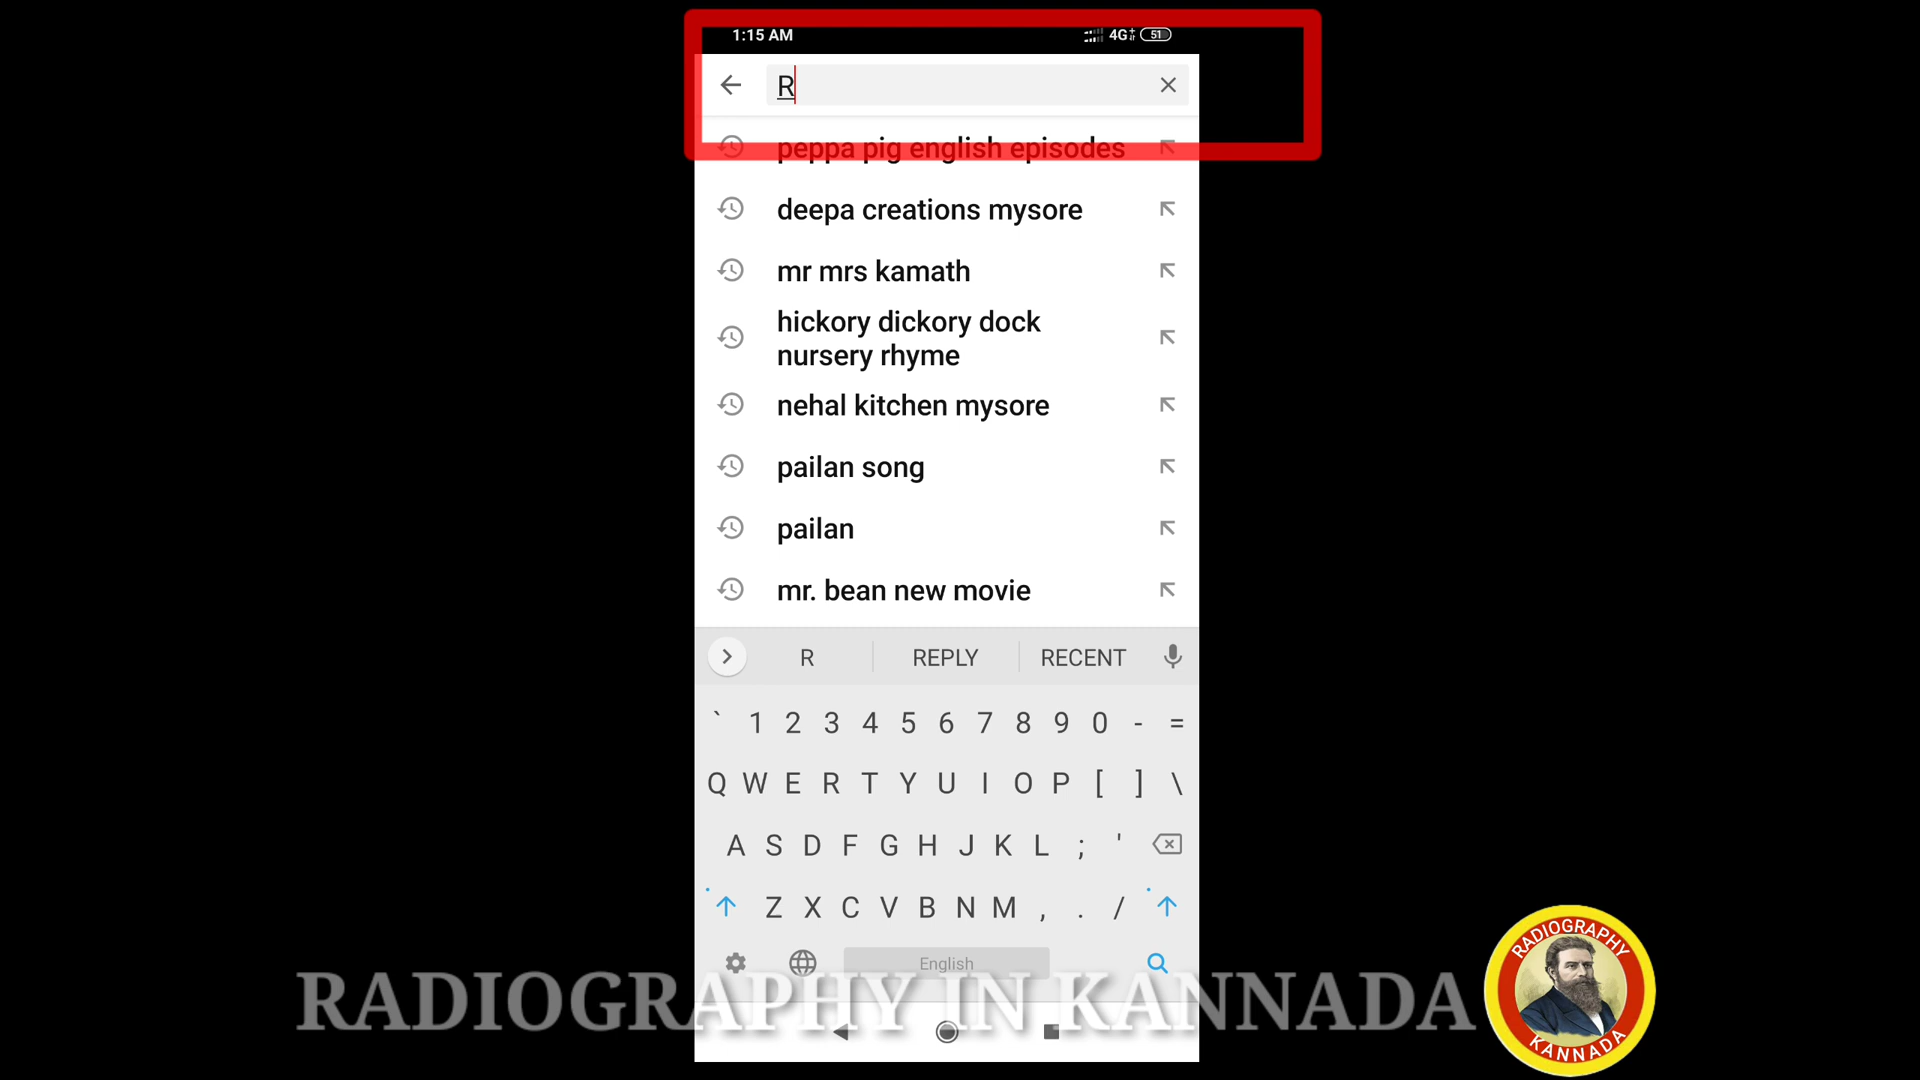 1:15 AM
4G 51
R
peppa pig english episodes
deepa creations mysore
mr mrs kamath
hickory dickory dock
nursery rhyme
nehal kitchen mysore
pailan song
pailan
mr. bean new movie
R REPLY RECENT
` 1 2 3 4 5 6 7 8 9 0 - =
Q W E R T Y U I O P [ ] \
A S D F G H J K L ; '
Z X C V B N M , . /
English
RADIOGRAPHY IN KANNADA
RADIOGRAPHY
KANNADA